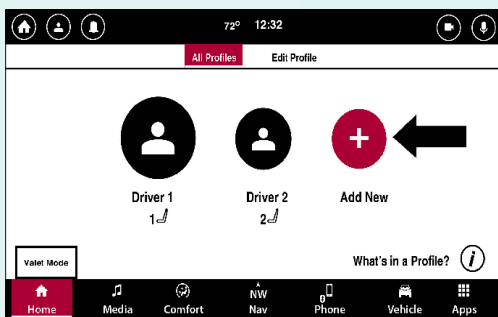 72° 12:32
All Profiles Edit Profile
Driver 1 Driver 2 Add New
1 2
Valet Mode What's in a Profile? i
NW
Home Media Comfort Nav Phone Vehicle Apps